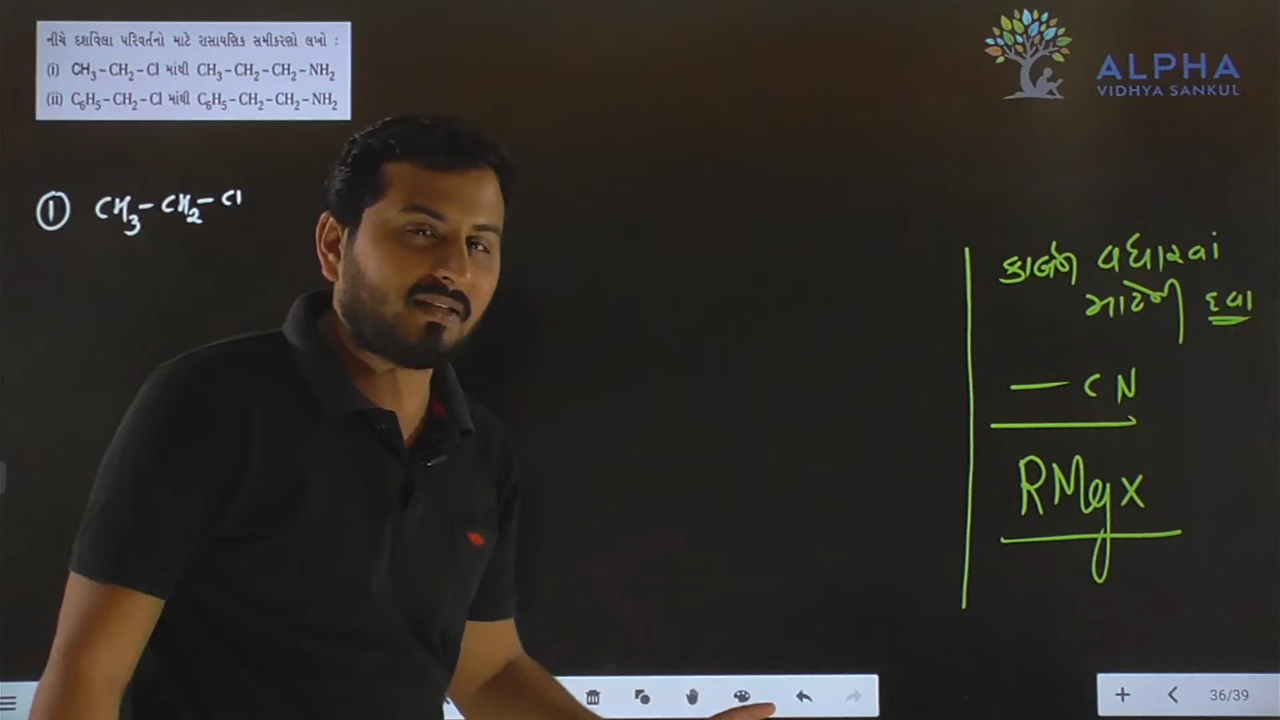 નીચે દર્શાવેલા પરિવર્તનો માટે રાસાયણિક સમીકરણો લખો :
(i) CH₃ – CH₂ – Cl માંથી CH₃ – CH₂ – CH₂ – NH₂
(ii) C₆H₅ – CH₂ – Cl માંથી C₆H₅ – CH₂ – CH₂ – NH₂
ALPHA
VIDHYA SANKUL
① CH₃ – CH₂ – Cl
કાર્બન વધારવાં
માટેની દવા
— CN
RMgX
36/39